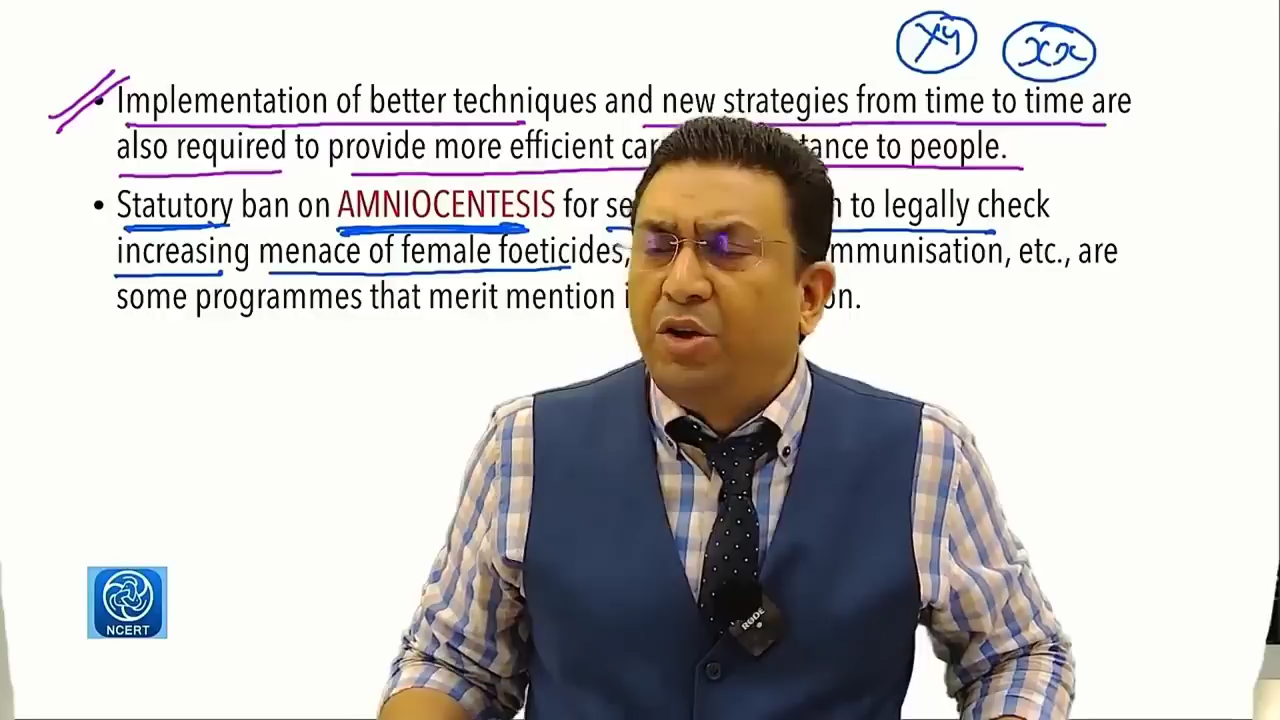 XY XX
• Implementation of better techniques and new strategies from time to time are
also required to provide more efficient car tance to people.
• Statutory ban on AMNIOCENTESIS for se n to legally check
increasing menace of female foeticides, mmunisation, etc., are
some programmes that merit mention i on.
RØDE
NCERT